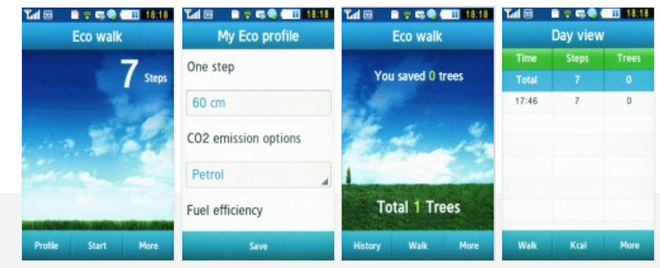 18:18
Eco walk
7 Steps
Profile Start More
18:18
My Eco profile
One step
60 cm
CO2 emission options
Petrol
Fuel efficiency
Save
18:18
Eco walk
You saved 0 trees
Total 1 Trees
History Walk More
18:18
Day view
Time Steps Trees
Total 7 0
17:46 7 0
Walk Kcal More